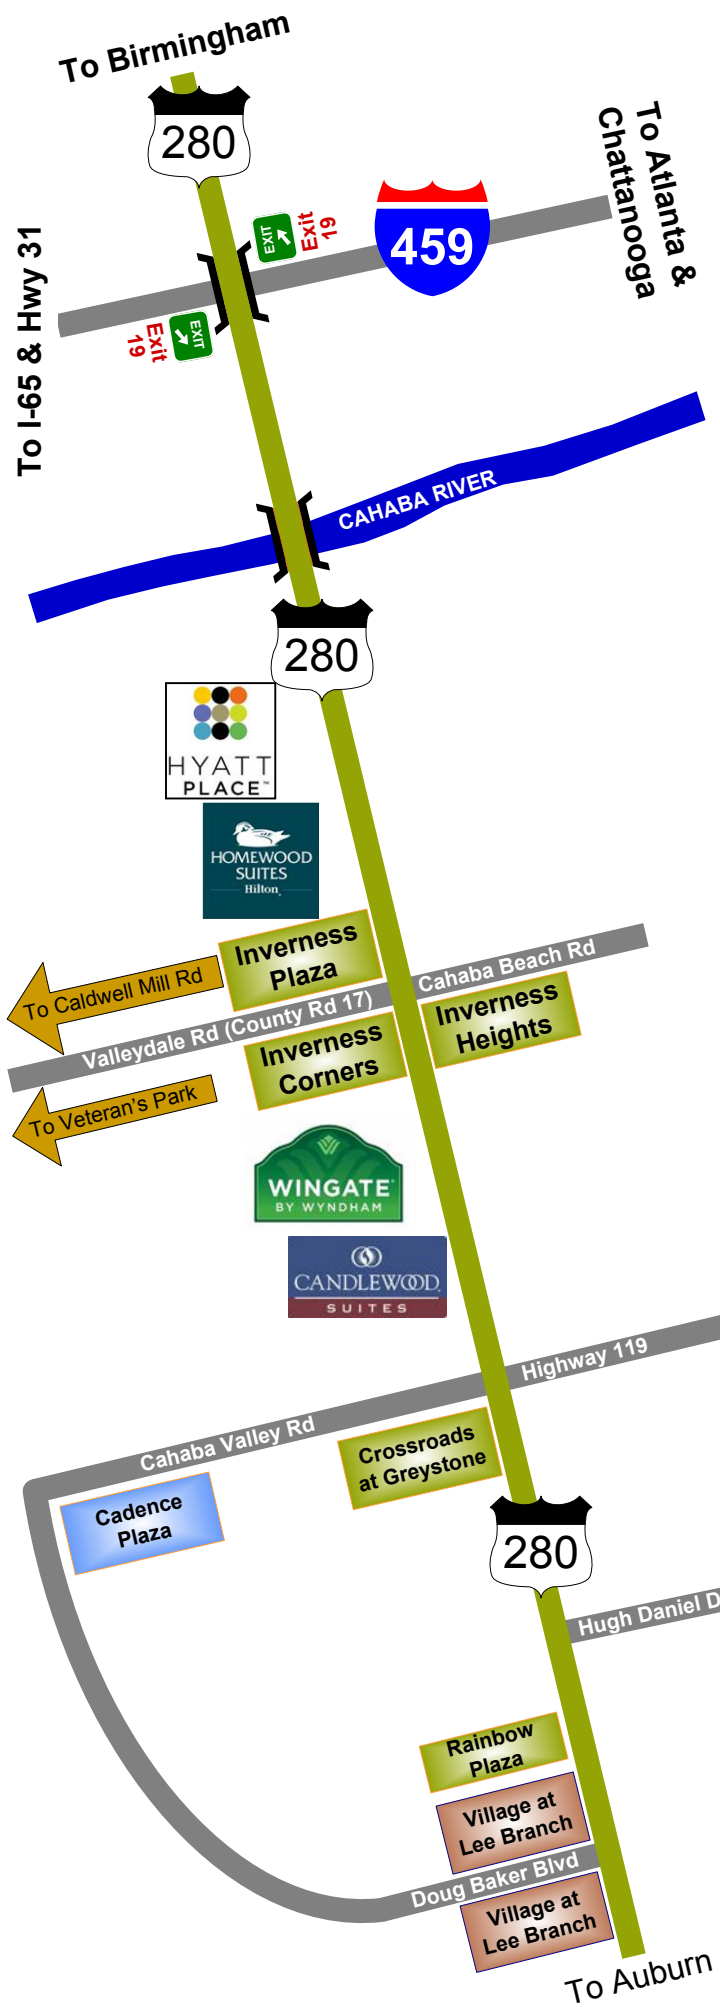 To Birmingham
280
To Atlanta &
Chattanooga
EXIT
Exit
19
459
To I-65 & Hwy 31
EXIT
Exit
19
CAHABA RIVER
280
HYATT
PLACE™
HOMEWOOD
SUITES
Hilton
Inverness
Plaza
Cahaba Beach Rd
To Caldwell Mill Rd
Valleydale Rd (County Rd 17)
Inverness
Heights
Inverness
Corners
To Veteran's Park
WINGATE®
BY WYNDHAM
CANDLEWOOD
SUITES
Highway 119
Cahaba Valley Rd
Crossroads
at Greystone
Cadence
Plaza
280
Hugh Daniel D
Rainbow
Plaza
Village at
Lee Branch
Doug Baker Blvd
Village at
Lee Branch
To Auburn